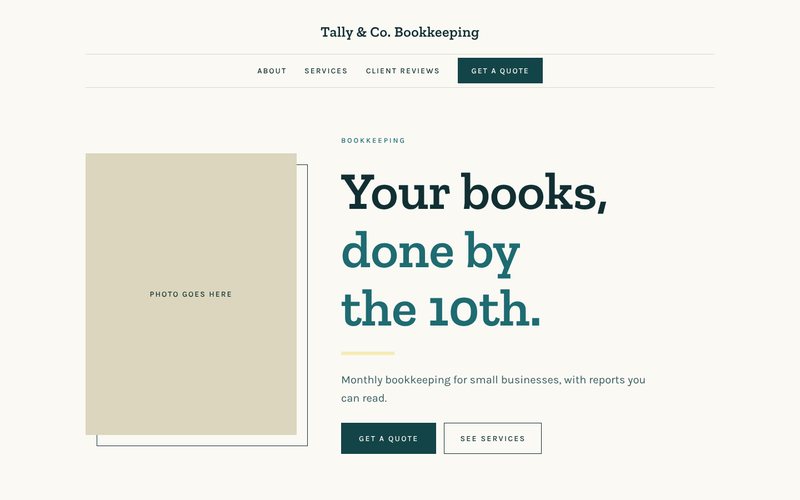 Tally & Co. Bookkeeping
ABOUT SERVICES CLIENT REVIEWS GET A QUOTE
BOOKKEEPING
PHOTO GOES HERE
Your books,
done by
the 10th.
Monthly bookkeeping for small businesses, with reports you
can read.
GET A QUOTE SEE SERVICES